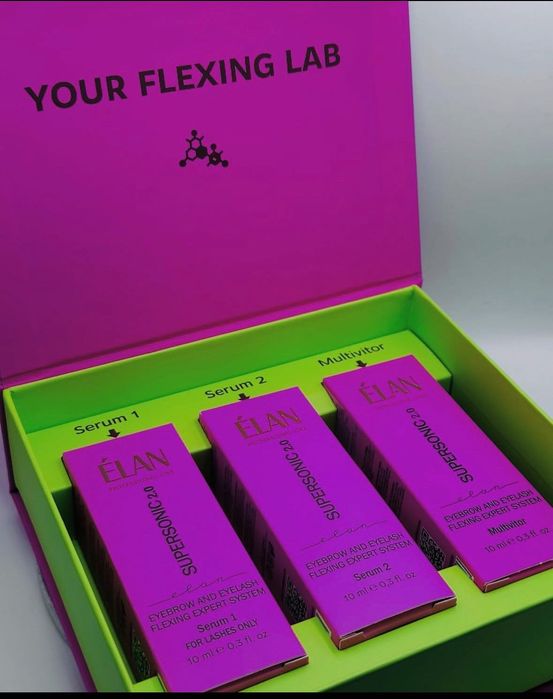 YOUR FLEXING LAB
Serum 1
Serum 2
Multivitor
ÉLAN
SUPERSONIC 2.0
elan
EYEBROW AND EYELASH
FLEXING EXPERT SYSTEM
Serum 1
FOR LASHES ONLY
10 ml e 0,3 fl. oz
ÉLAN
SUPERSONIC 2.0
elan
EYEBROW AND EYELASH
FLEXING EXPERT SYSTEM
Serum 2
10 ml e 0,3 fl. oz
ÉLAN
SUPERSONIC 2.0
elan
EYEBROW AND EYELASH
FLEXING EXPERT SYSTEM
Multivitor
10 ml e 0,3 fl. oz